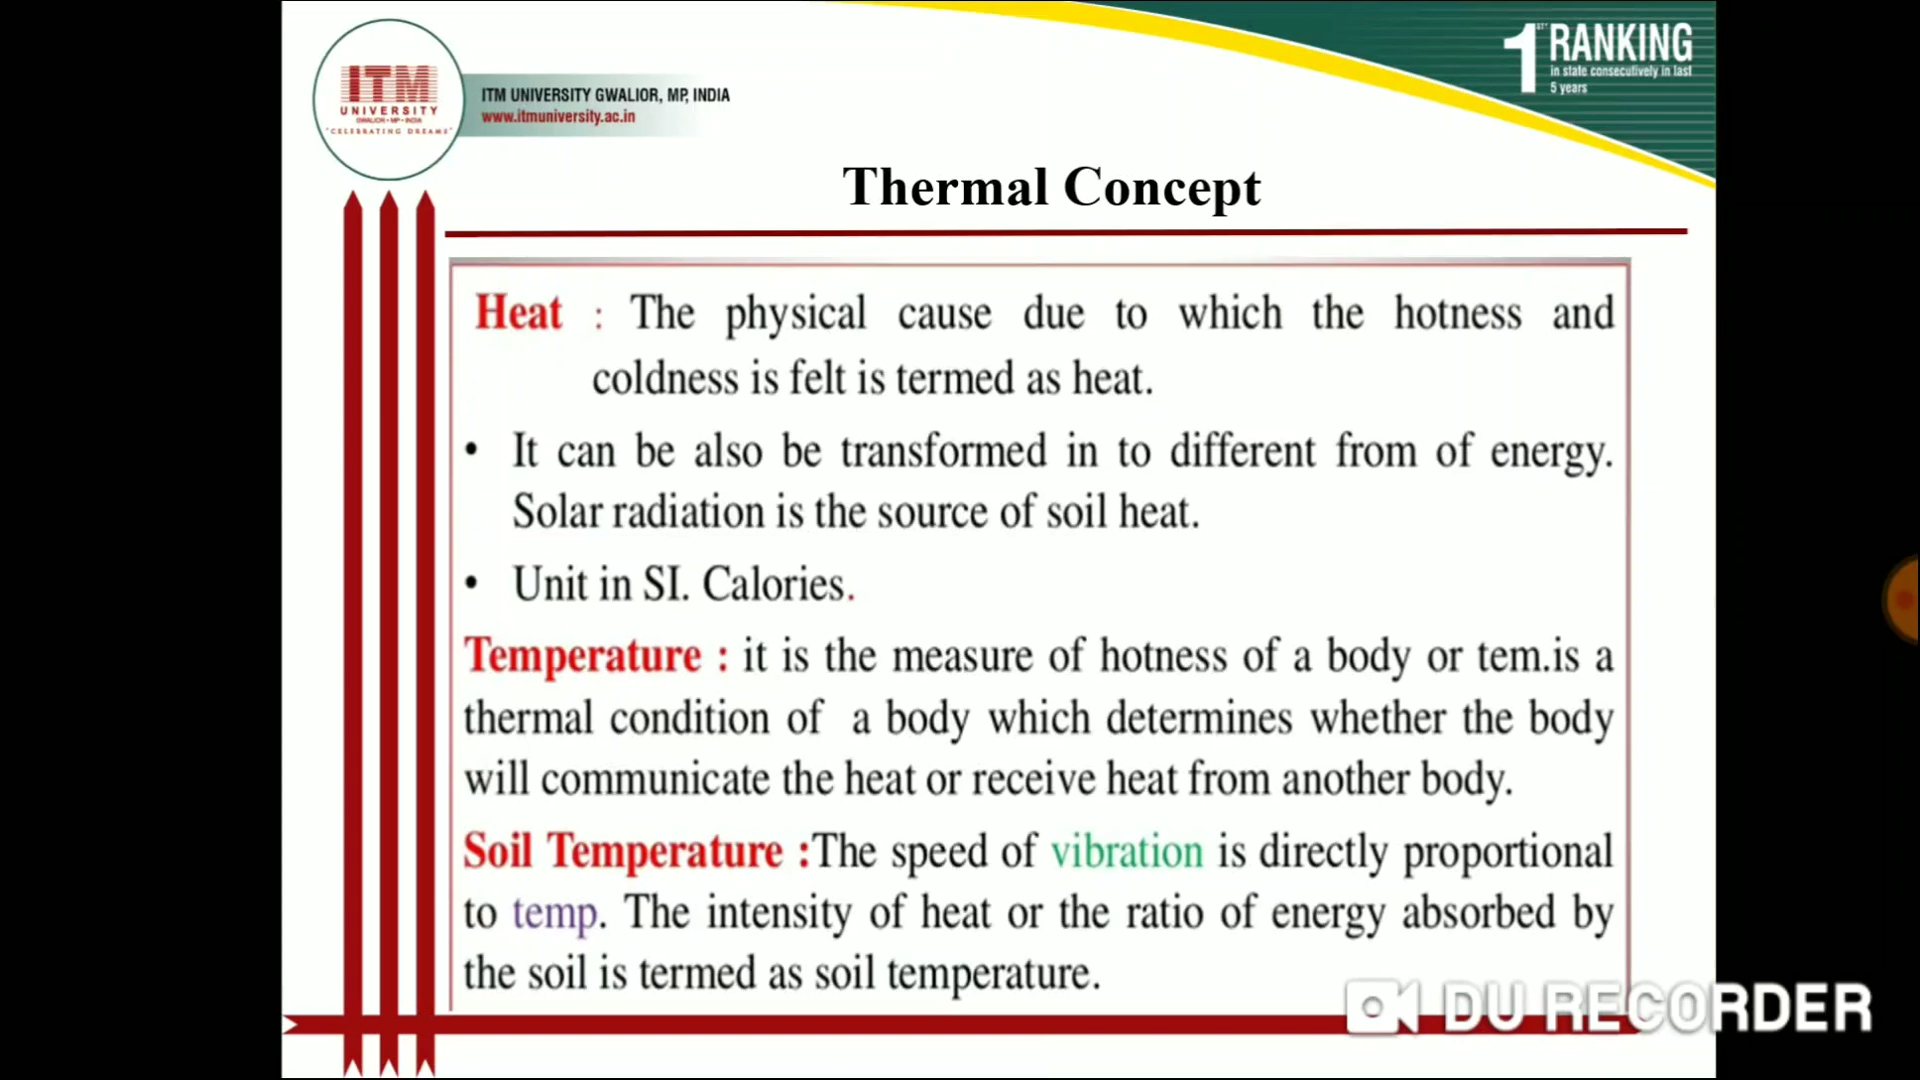 ITM
UNIVERSITY
GWALIOR • MP • INDIA
"CELEBRATING DREAMS"
ITM UNIVERSITY GWALIOR, MP, INDIA
www.itmuniversity.ac.in
1ST RANKING
in state consecutively in last
5 years
Thermal Concept
Heat : The physical cause due to which the hotness and
coldness is felt is termed as heat.
• It can be also be transformed in to different from of energy.
Solar radiation is the source of soil heat.
• Unit in SI. Calories.
Temperature : it is the measure of hotness of a body or tem.is a
thermal condition of a body which determines whether the body
will communicate the heat or receive heat from another body.
Soil Temperature :The speed of vibration is directly proportional
to temp. The intensity of heat or the ratio of energy absorbed by
the soil is termed as soil temperature.
DU RECORDER